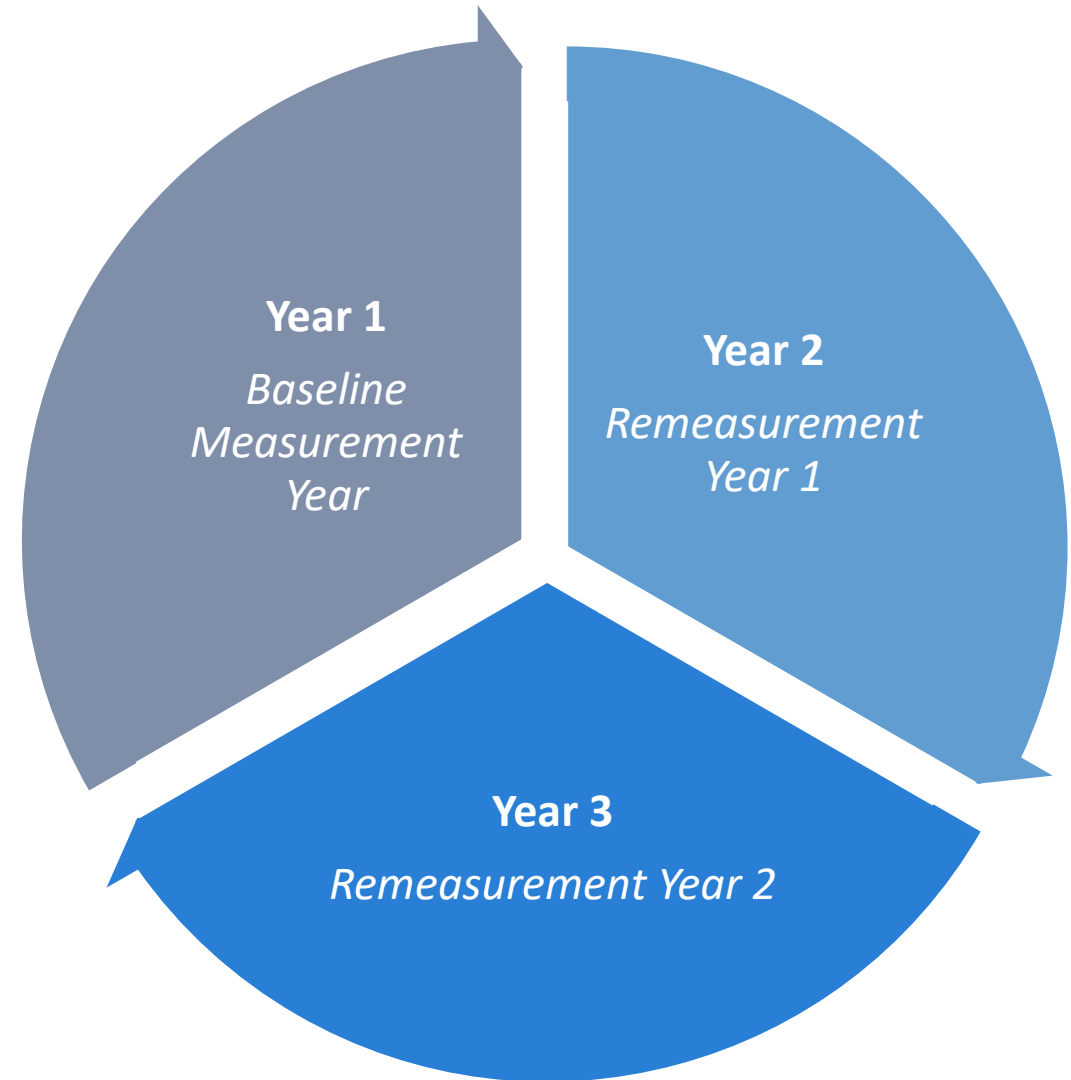 Year 1
Baseline
Measurement
Year
Year 2
Remeasurement
Year 1
Year 3
Remeasurement Year 2